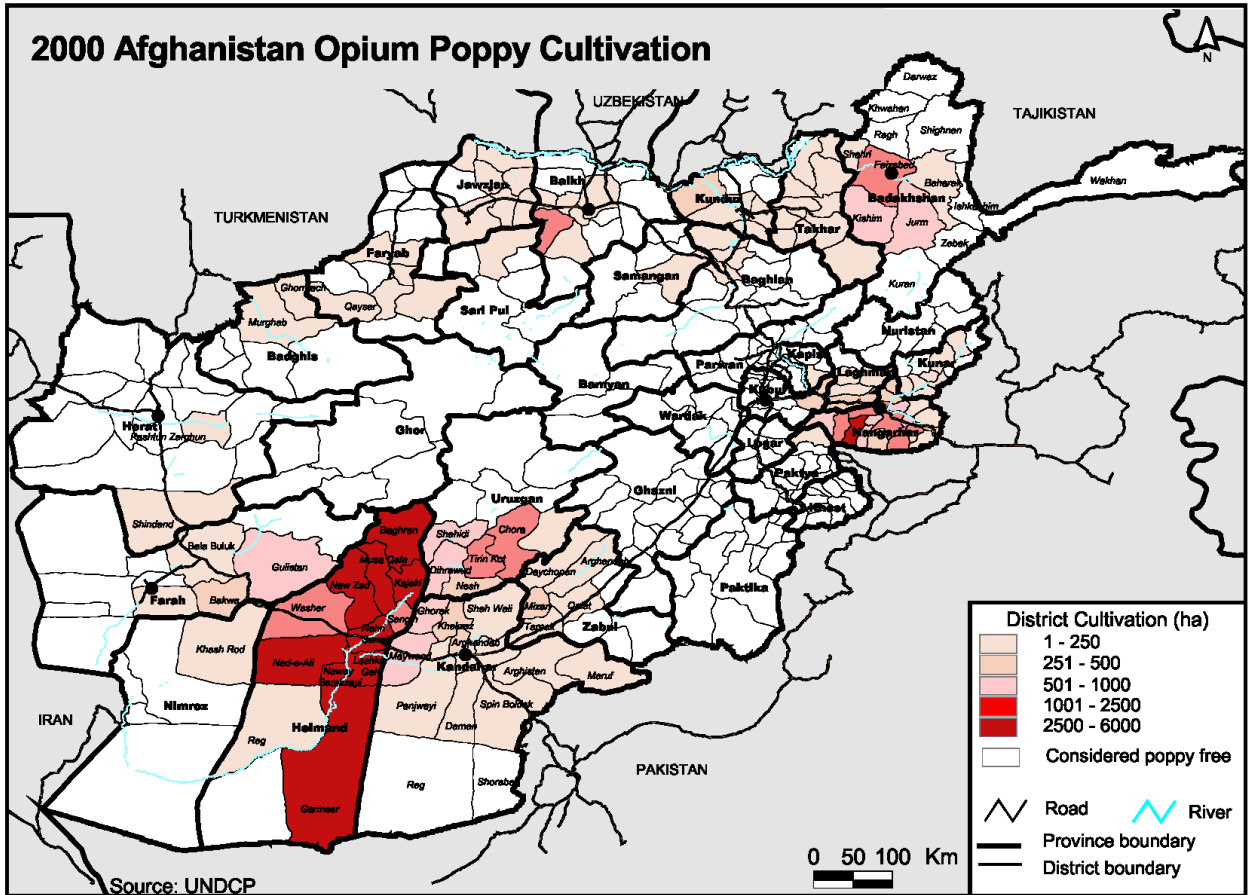 2000 Afghanistan Opium Poppy Cultivation
N
UZBEKISTAN
TAJIKISTAN
TURKMENISTAN
Darwaz
Khwahan
Ragh
Shighnan
Shahri
Faizabad
Baharak
Wakhan
Badakhshan
Ishkashim
Kishim
Jurm
Zebak
Kuran
Jawzjan
Balkh
Kunduz
Takhar
Faryab
Samangan
Baghlan
Ghormach
Qaysar
Sari Pul
Murghab
Badghis
Nuristan
Kunar
Parwan
Kapisa
Laghman
Bamyan
Kabul
Wardak
Nangarhar
Herat
Pashtun Zarghun
Ghor
Logar
Paktya
Khost
Ghazni
Uruzgan
Paktika
Shindand
Bala Buluk
Gulistan
Baghran
Shahidi
Chora
Musa Qala
Tirin Kot
Dihrawud
Daychopan
Arghandab
New Zad
Kajaki
Nesh
Farah
Bakwa
Washer
Ghorak
Shah Wali
Mizan
Qalat
Sangin
Khakrez
Tarnak
Zabul
Khash Rod
Arghandab
Nad-e-Ali
Maywand
Kandahar
Naway
Barakzayi
Arghistan
Maruf
Nimroz
Helmand
Panjwayi
Spin Boldak
Daman
Reg
Garmser
Reg
Shorabak
IRAN
PAKISTAN
District Cultivation (ha)
1 - 250
251 - 500
501 - 1000
1001 - 2500
2500 - 6000
Considered poppy free
Road
River
Province boundary
District boundary
0 50 100 Km
Source: UNDCP